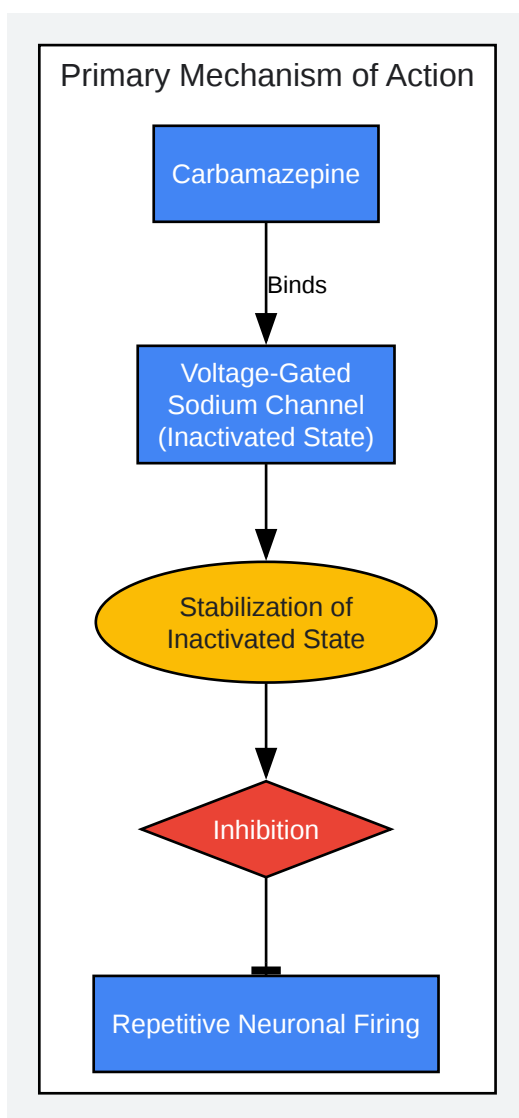 Primary Mechanism of Action
Carbamazepine
Binds
Voltage-Gated
Sodium Channel
(Inactivated State)
Stabilization of
Inactivated State
Inhibition
Repetitive Neuronal Firing